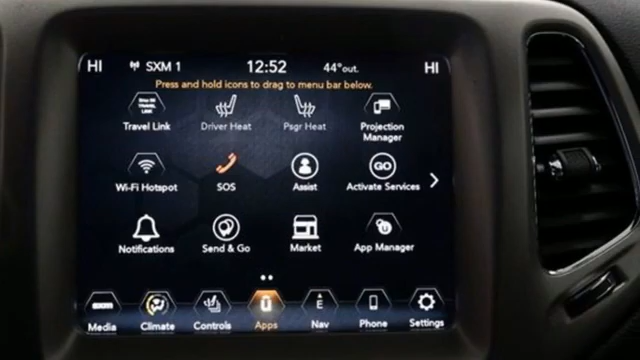 HI SXM 1 12:52 44°out. HI
Press and hold icons to drag to menu bar below.
Travel Link Driver Heat Psgr Heat Projection Manager
Wi-Fi Hotspot SOS Assist GO Activate Services
Notifications Send & Go Market App Manager
E
Media Climate Controls Apps Nav Phone Settings